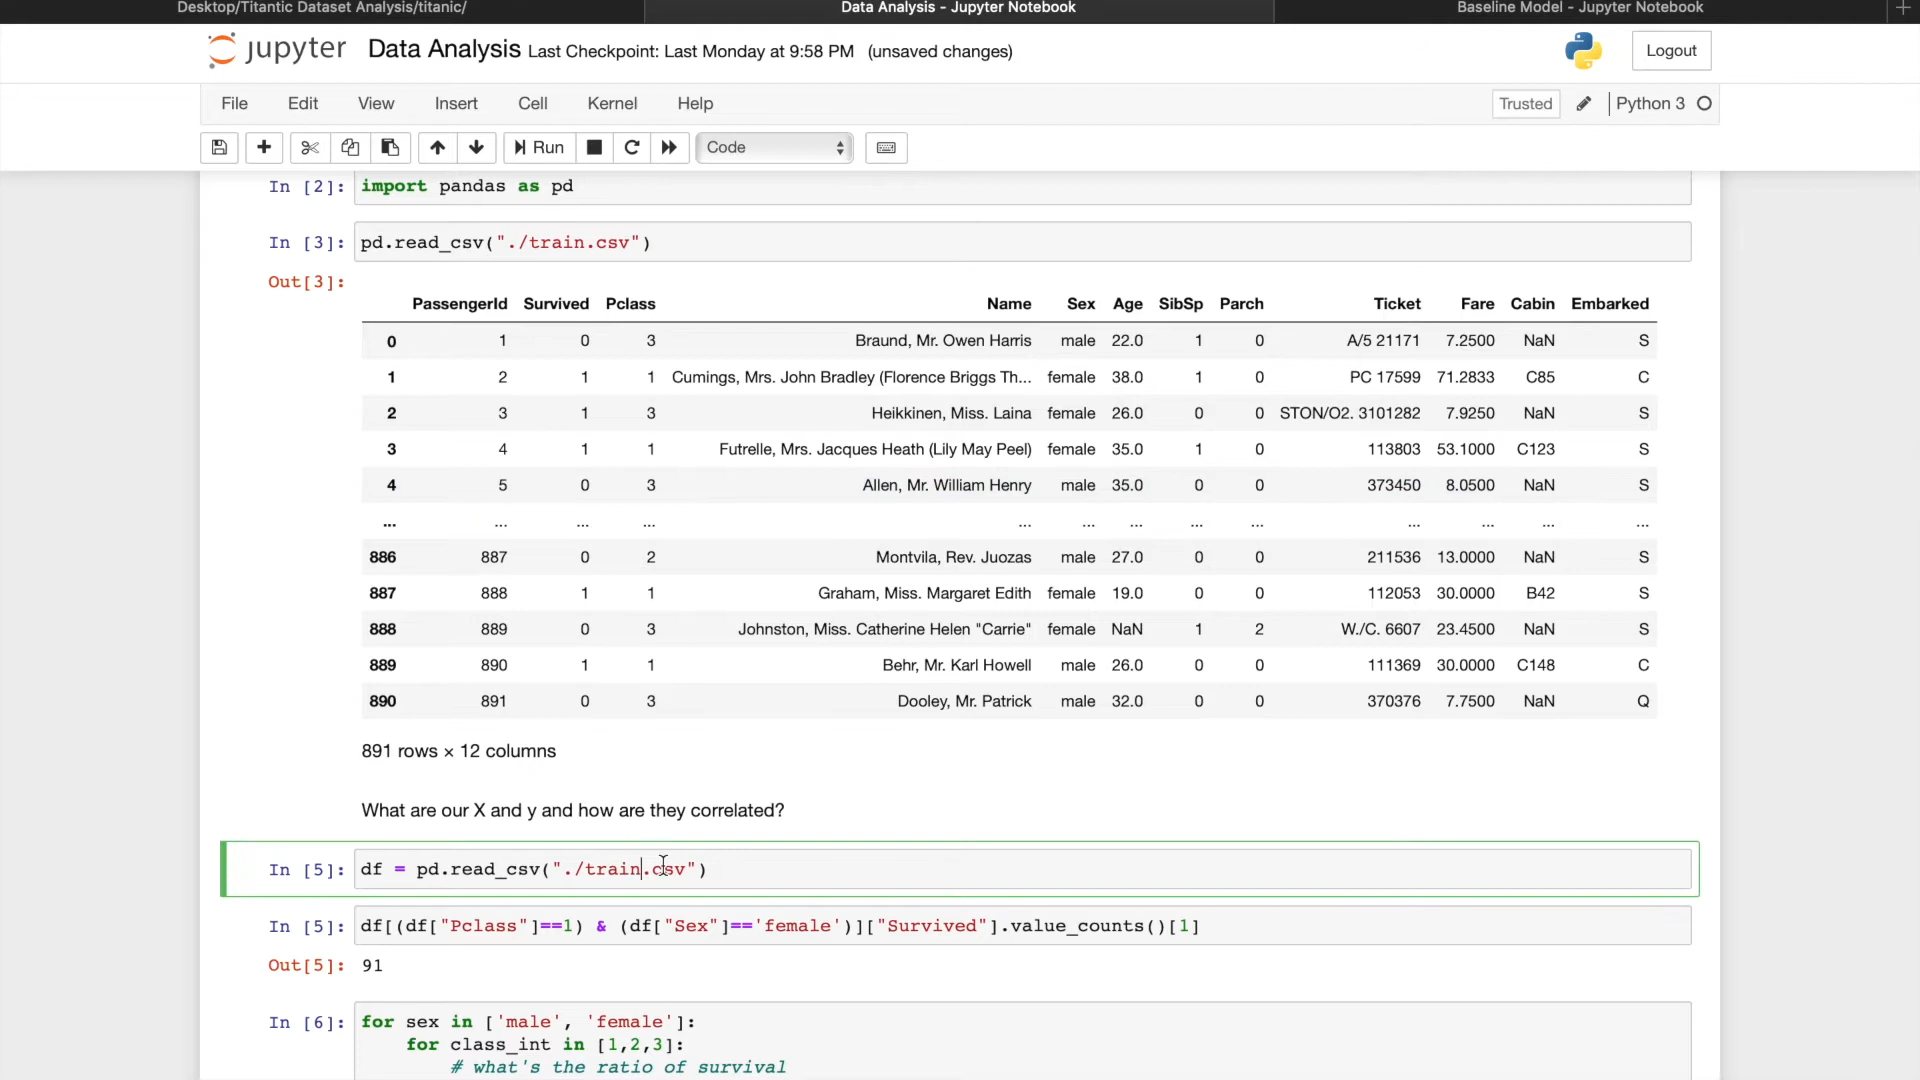 Desktop/Titantic Dataset Analysis/titanic/ Data Analysis - Jupyter Notebook Baseline Model - Jupyter Notebook +
jupyter Data Analysis Last Checkpoint: Last Monday at 9:58 PM (unsaved changes) Logout
File Edit View Insert Cell Kernel Help Trusted Python 3
Run Code
In [2]: import pandas as pd
In [3]: pd.read_csv("./train.csv")
Out[3]:
PassengerId Survived Pclass Name Sex Age SibSp Parch Ticket Fare Cabin Embarked
0 1 0 3 Braund, Mr. Owen Harris male 22.0 1 0 A/5 21171 7.2500 NaN S
1 2 1 1 Cumings, Mrs. John Bradley (Florence Briggs Th... female 38.0 1 0 PC 17599 71.2833 C85 C
2 3 1 3 Heikkinen, Miss. Laina female 26.0 0 0 STON/O2. 3101282 7.9250 NaN S
3 4 1 1 Futrelle, Mrs. Jacques Heath (Lily May Peel) female 35.0 1 0 113803 53.1000 C123 S
4 5 0 3 Allen, Mr. William Henry male 35.0 0 0 373450 8.0500 NaN S
... ... ... ... ... ... ... ... ... ... ... ... ...
886 887 0 2 Montvila, Rev. Juozas male 27.0 0 0 211536 13.0000 NaN S
887 888 1 1 Graham, Miss. Margaret Edith female 19.0 0 0 112053 30.0000 B42 S
888 889 0 3 Johnston, Miss. Catherine Helen "Carrie" female NaN 1 2 W./C. 6607 23.4500 NaN S
889 890 1 1 Behr, Mr. Karl Howell male 26.0 0 0 111369 30.0000 C148 C
890 891 0 3 Dooley, Mr. Patrick male 32.0 0 0 370376 7.7500 NaN Q
891 rows × 12 columns
What are our X and y and how are they correlated?
In [5]: df = pd.read_csv("./train.csv")
In [5]: df[(df["Pclass"]==1) & (df["Sex"]=='female')]["Survived"].value_counts()[1]
Out[5]: 91
In [6]: for sex in ['male', 'female']:
for class_int in [1,2,3]:
# what's the ratio of survival